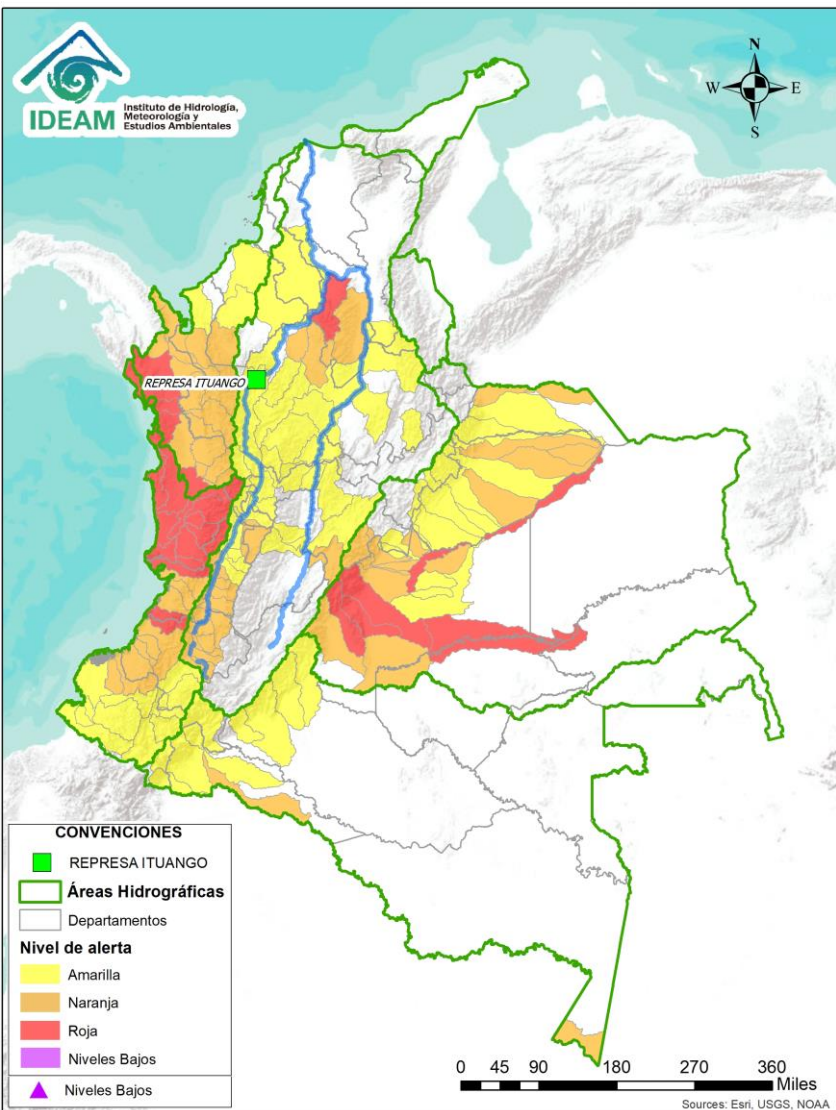 IDEAM
Instituto de Hidrología,
Meteorología y
Estudios Ambientales
N
W
E
S
REPRESA ITUANGO
CONVENCIONES
REPRESA ITUANGO
Áreas Hidrográficas
Departamentos
Nivel de alerta
Amarilla
Naranja
Roja
Niveles Bajos
Niveles Bajos
0 45 90 180 270 360
Miles
Sources: Esri, USGS, NOAA